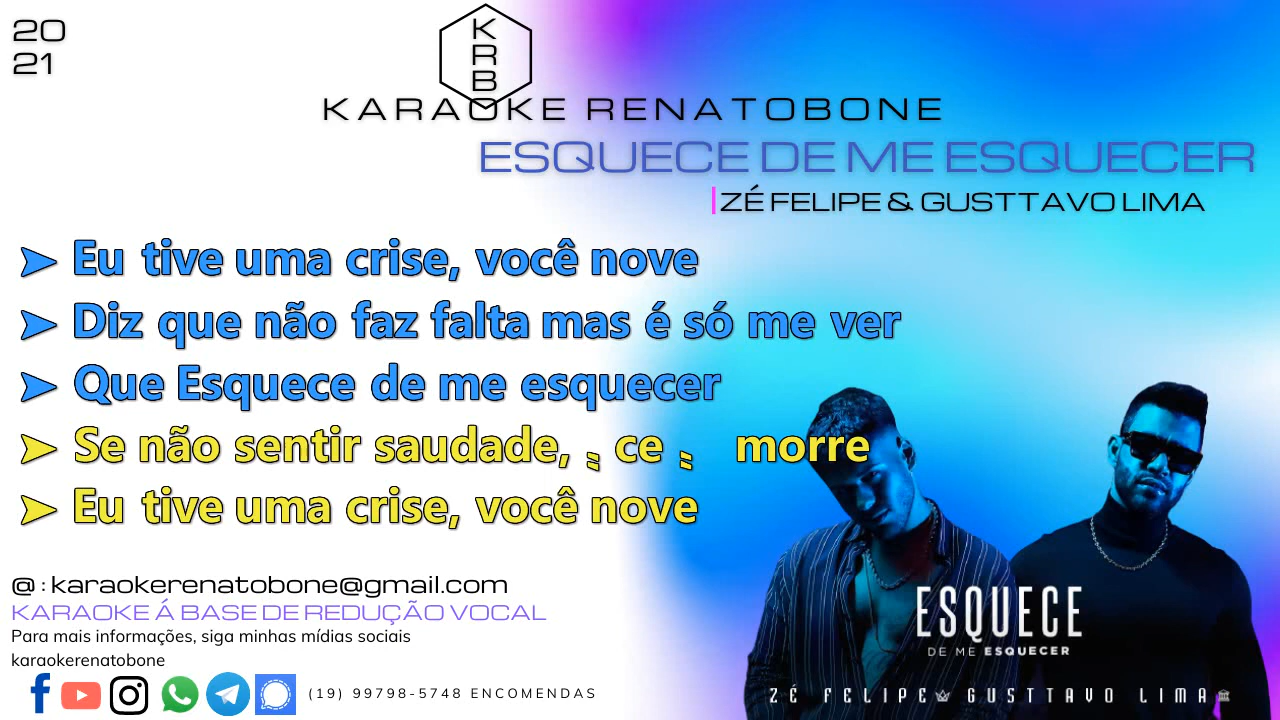 20
21
K
R
B
KARAOKE RENATOBONE
ESQUECE DE ME ESQUECER
ZÉ FELIPE & GUSTTAVO LIMA
➤ Eu tive uma crise, você nove
➤ Diz que não faz falta mas é só me ver
➤ Que Esquece de me esquecer
➤ Se não sentir saudade, ce morre
➤ Eu tive uma crise, você nove
@ : karaokerenatobone@gmail.com
KARAOKE Á BASE DE REDUÇÃO VOCAL
Para mais informações, siga minhas mídias sociais
karaokerenatobone
(19) 99798-5748 ENCOMENDAS
ESQUECE
DE ME ESQUECER
ZÉ FELIPE GUSTTAVO LIMA